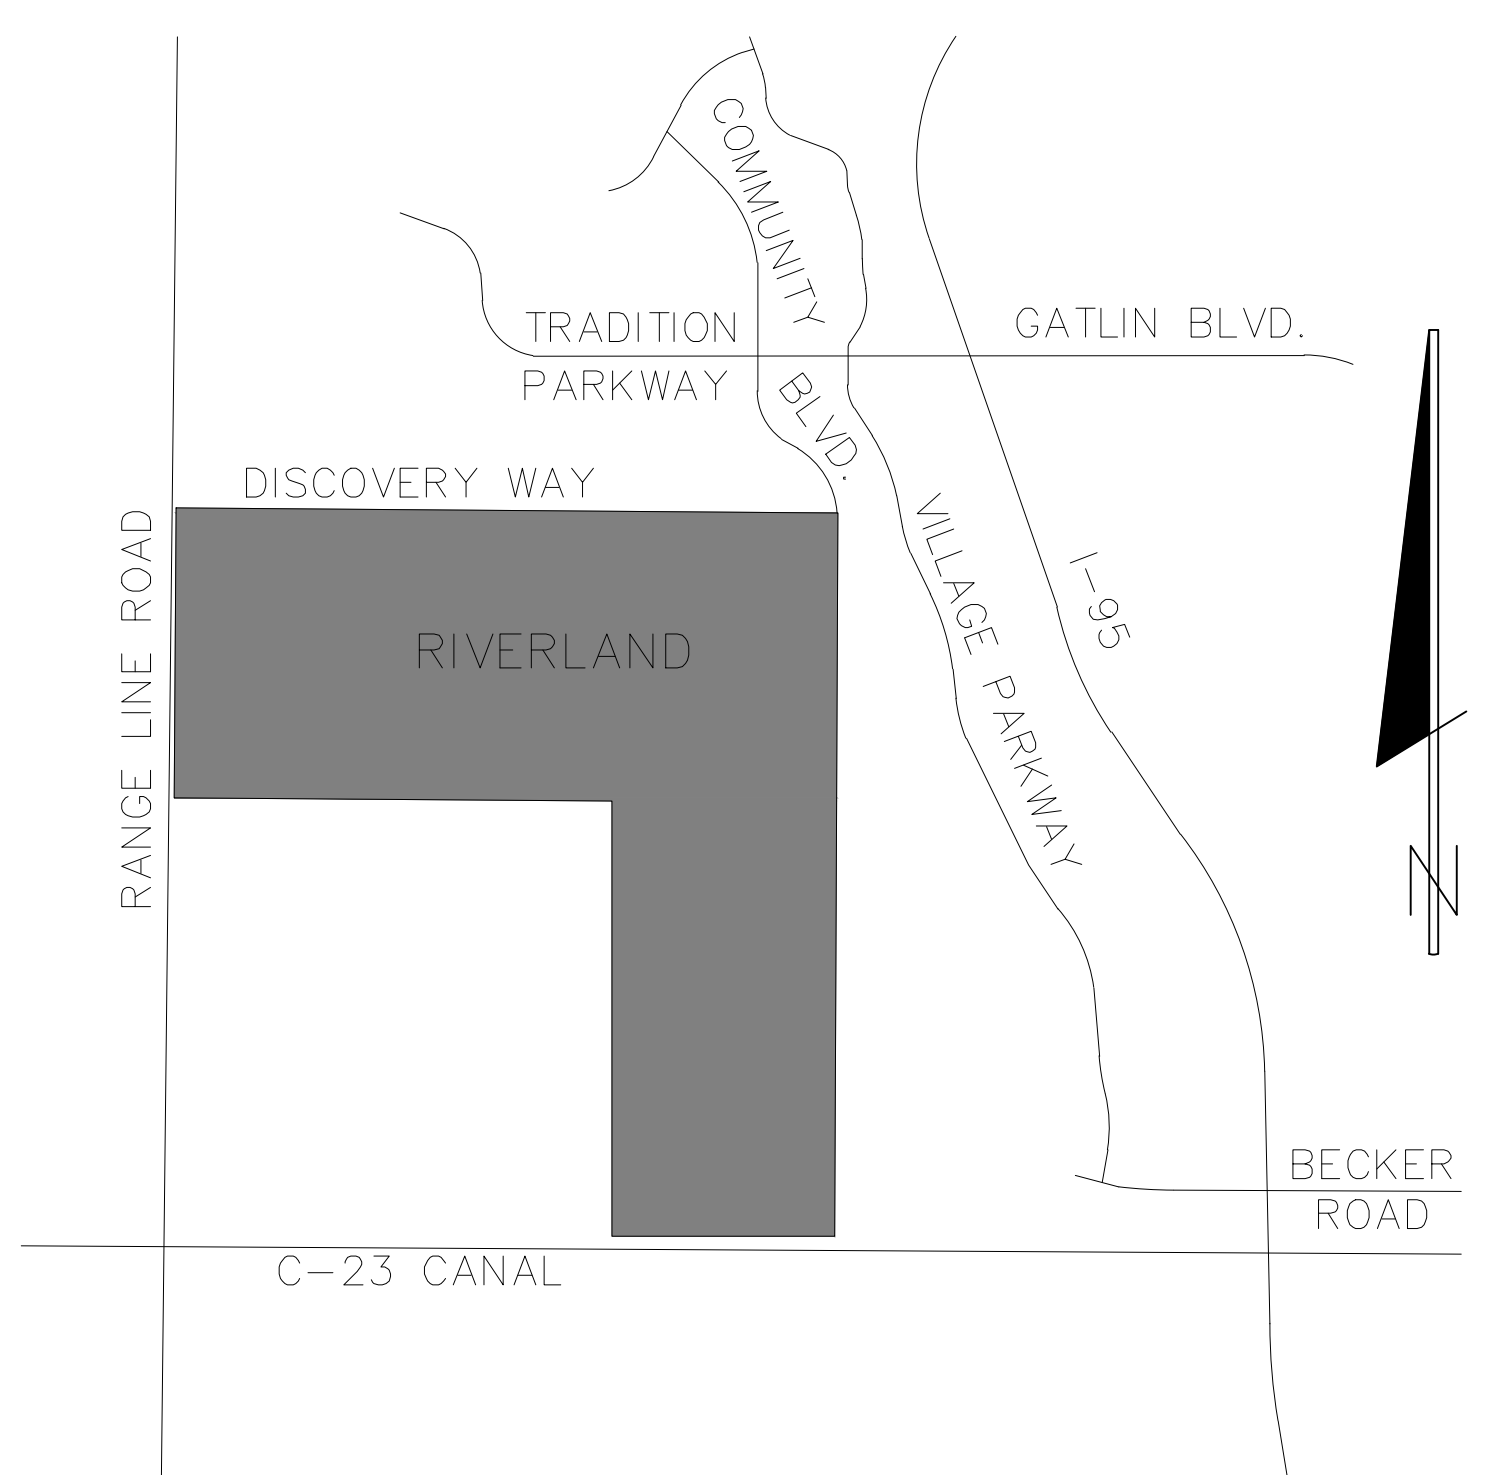 COMMUNITY
TRADITION
GATLIN BLVD.
PARKWAY
BLVD.
DISCOVERY WAY
VILLAGE PARKWAY
RANGE LINE ROAD
I-95
RIVERLAND
N
BECKER
ROAD
C-23 CANAL